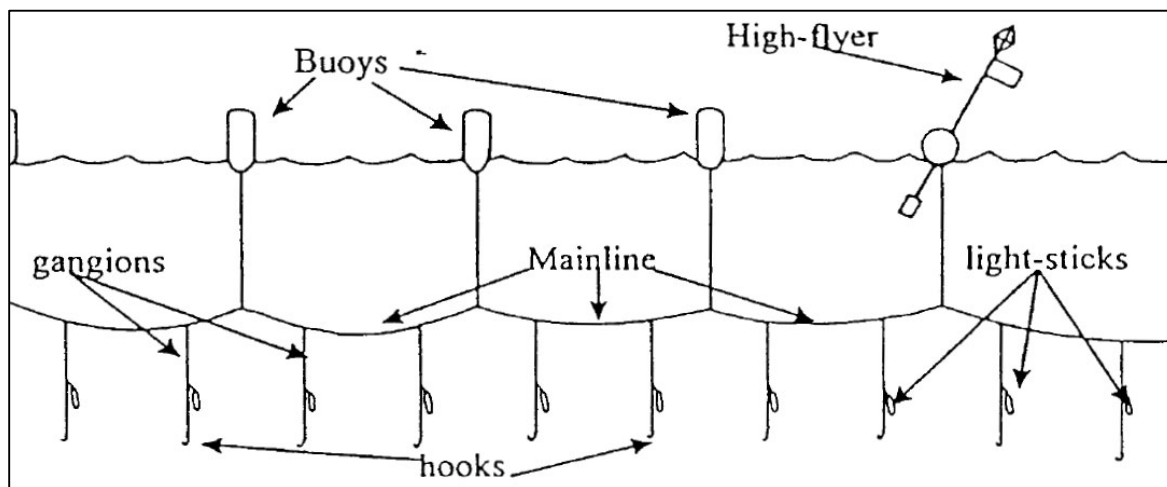 High-flyer
Buoys
gangions
Mainline
light-sticks
hooks